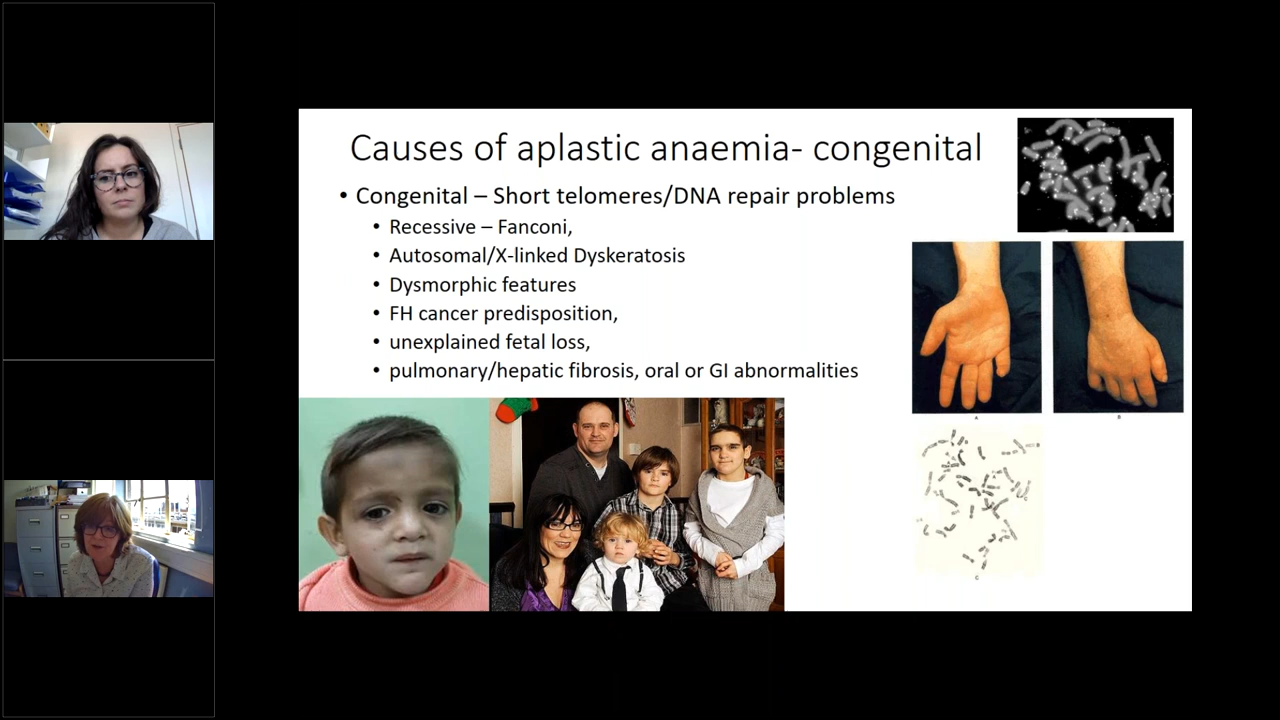 Causes of aplastic anaemia- congenital
• Congenital – Short telomeres/DNA repair problems
• Recessive – Fanconi,
• Autosomal/X-linked Dyskeratosis
• Dysmorphic features
• FH cancer predisposition,
• unexplained fetal loss,
• pulmonary/hepatic fibrosis, oral or GI abnormalities
A
B
C